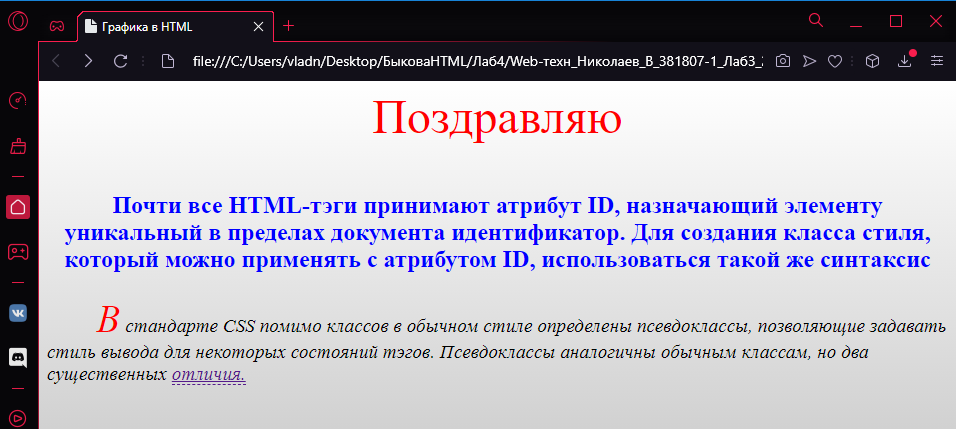 Графика в HTML
file:///C:/Users/vladn/Desktop/БыковаHTML/Лаб4/Web-техн_Николаев_В_381807-1_Лаб3_
Поздравляю
Почти все HTML-тэги принимают атрибут ID, назначающий элементу
уникальный в пределах документа идентификатор. Для создания класса стиля,
который можно применять с атрибутом ID, использоваться такой же синтаксис
В стандарте CSS помимо классов в обычном стиле определены псевдоклассы, позволяющие задавать
стиль вывода для некоторых состояний тэгов. Псевдоклассы аналогичны обычным классам, но два
существенных отличия.